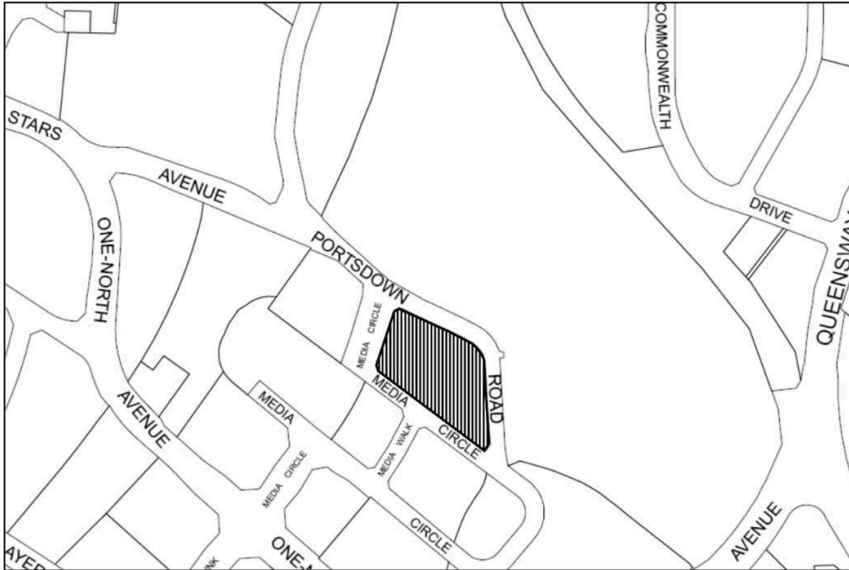 COMMONWEALTH
STARS
AVENUE
DRIVE
ONE-NORTH
PORTSDOWN
QUEENSWAY
MEDIA CIRCLE
ROAD
MEDIA
CIRCLE
AVENUE
MEDIA
MEDIA WALK
MEDIA CIRCLE
CIRCLE
AVENUE
ONE-N
AYER